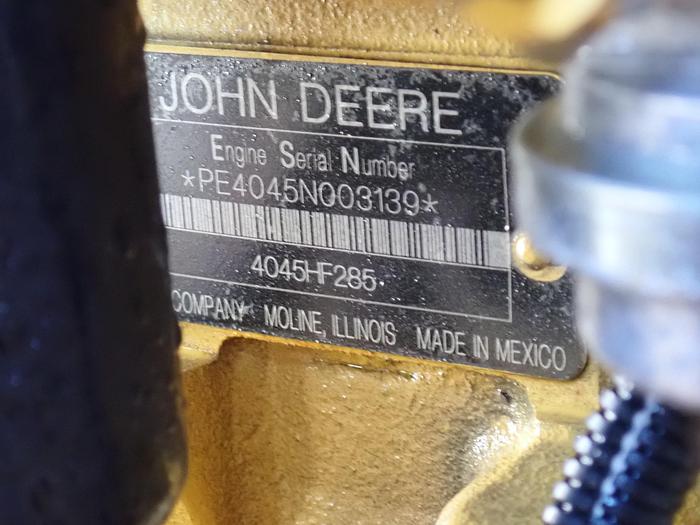 JOHN DEERE
Engine Serial Number
*PE4045N003139*
4045HF285
COMPANY MOLINE, ILLINOIS MADE IN MEXICO